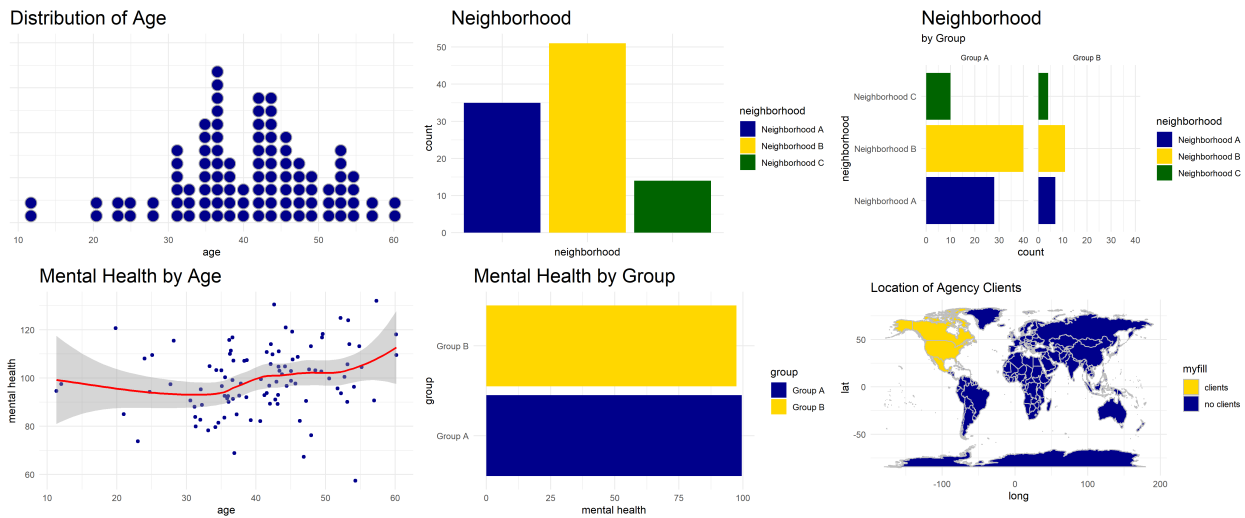 Distribution of Age
10 20 30 40 50 60
age
Neighborhood
50
40
30
20
10
0
count
neighborhood
neighborhood
Neighborhood A
Neighborhood B
Neighborhood C
Neighborhood
by Group
Group A Group B
Neighborhood C
Neighborhood B
Neighborhood A
neighborhood
0 10 20 30 40 0 10 20 30 40
count
neighborhood
Neighborhood A
Neighborhood B
Neighborhood C
Mental Health by Age
120
100
80
60
mental health
10 20 30 40 50 60
age
Mental Health by Group
Group B
Group A
group
0 25 50 75 100
mental health
group
Group A
Group B
Location of Agency Clients
50
0
-50
lat
-100 0 100 200
long
myfill
clients
no clients